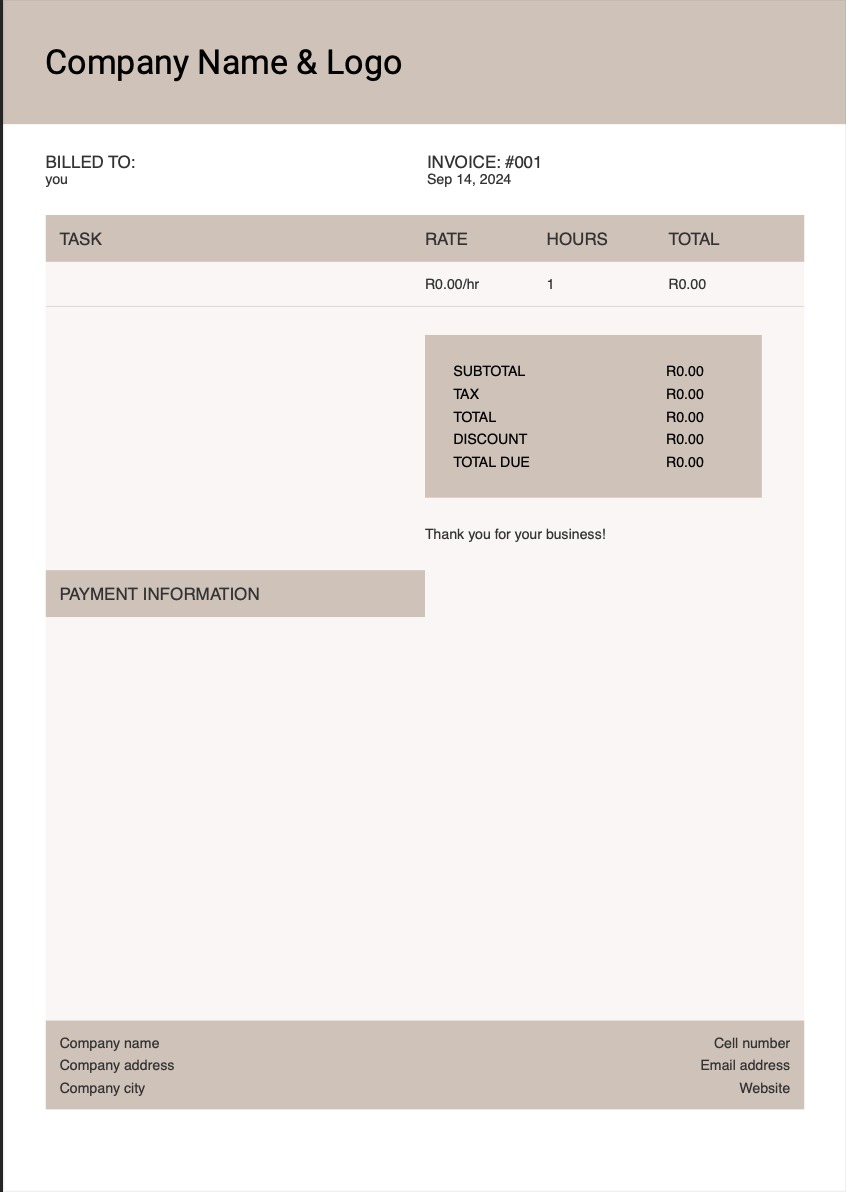 Company Name & Logo
BILLED TO:
you
INVOICE: #001
Sep 14, 2024
TASK RATE HOURS TOTAL
R0.00/hr 1 R0.00
SUBTOTAL R0.00
TAX R0.00
TOTAL R0.00
DISCOUNT R0.00
TOTAL DUE R0.00
Thank you for your business!
PAYMENT INFORMATION
Company name
Company address
Company city
Cell number
Email address
Website